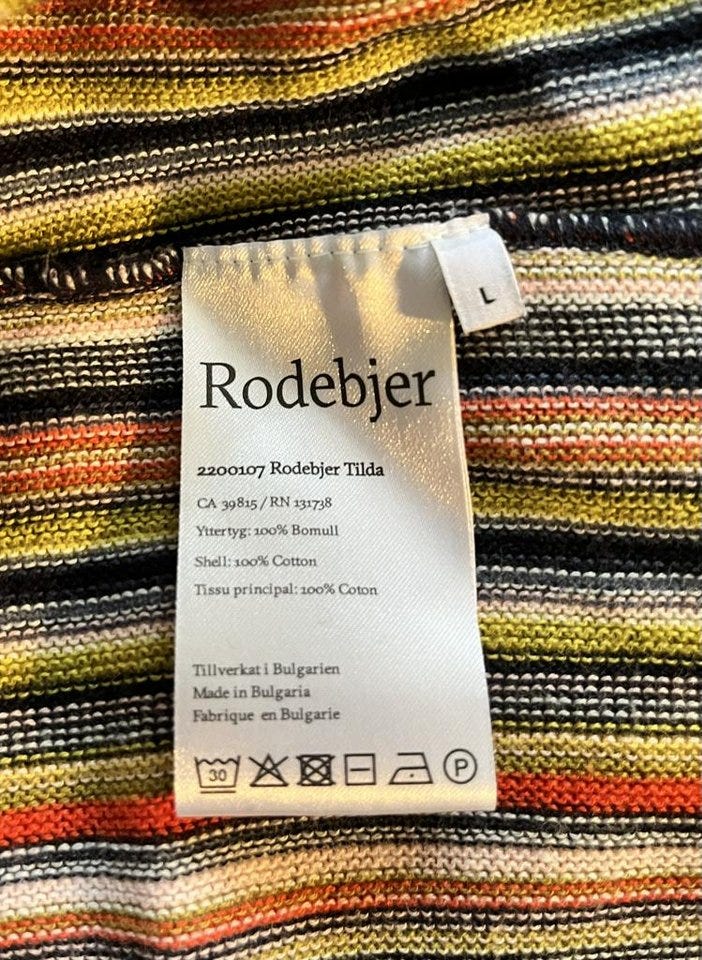 L
Rodebjer
2200107 Rodebjer Tilda
CA 39815 / RN 131738
Yttertyg: 100% Bomull
Shell: 100% Cotton
Tissu principal: 100% Coton
Tillverkat i Bulgarien
Made in Bulgaria
Fabrique en Bulgarie
30 P